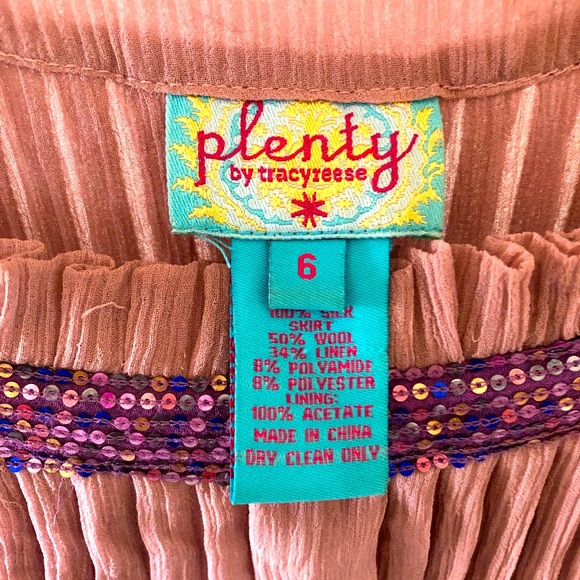 plenty
by tracyreese
6
100% SILK
SKIRT
50% WOOL
34% LINEN
8% POLYAMIDE
8% POLYESTER
LINING:
100% ACETATE
MADE IN CHINA
DRY CLEAN ONLY